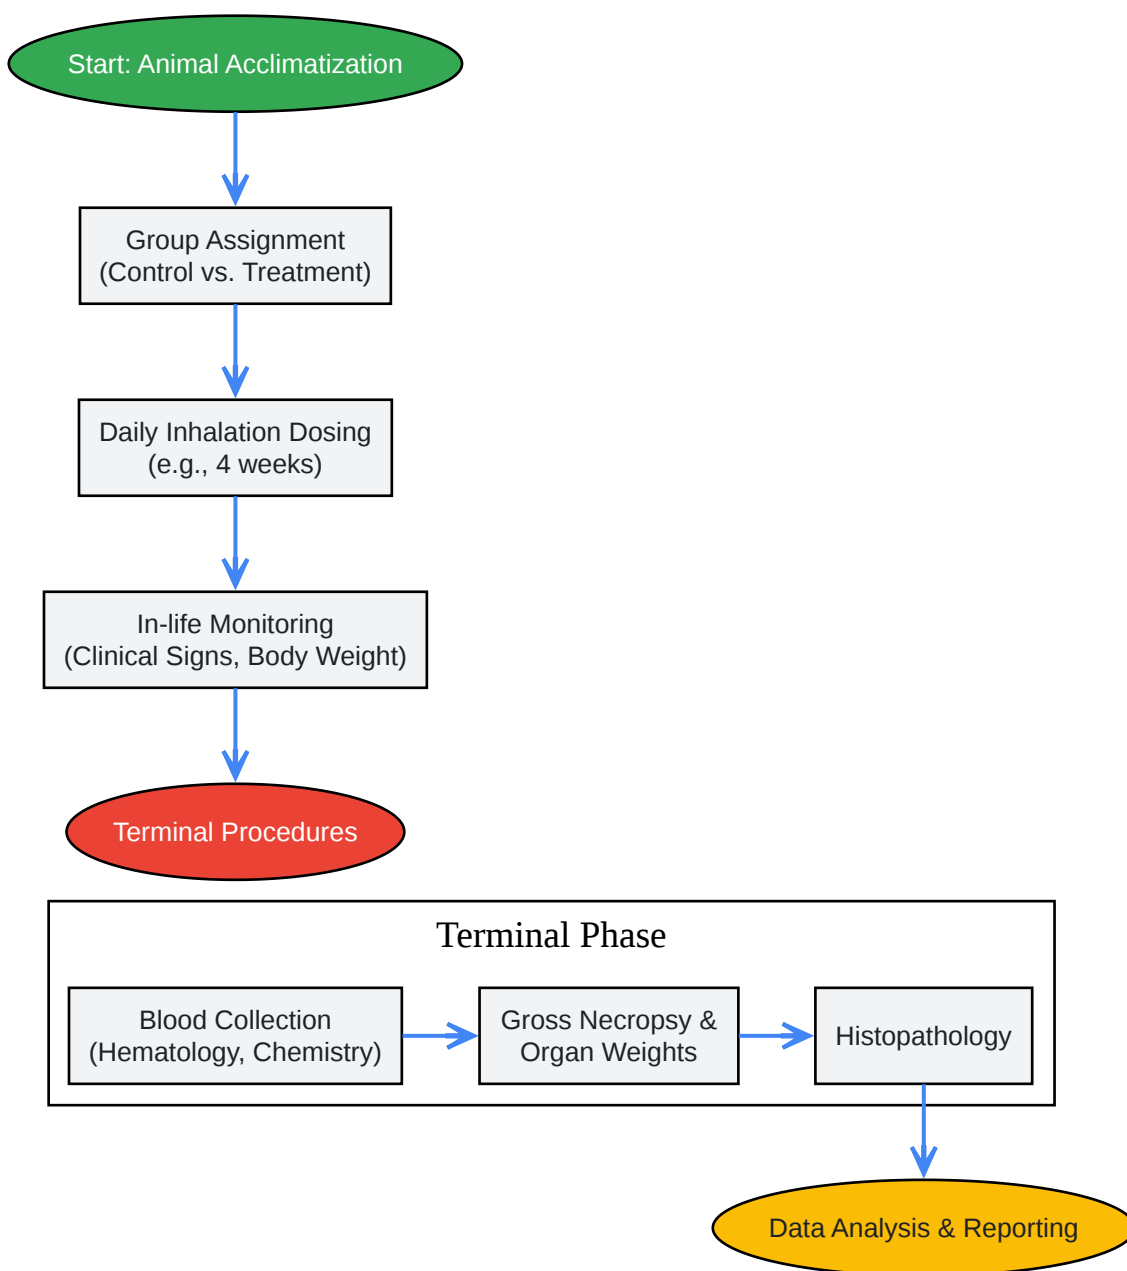 Start: Animal Acclimatization
Group Assignment
(Control vs. Treatment)
Daily Inhalation Dosing
(e.g., 4 weeks)
In-life Monitoring
(Clinical Signs, Body Weight)
Terminal Procedures
Terminal Phase
Blood Collection
(Hematology, Chemistry)
Gross Necropsy &
Organ Weights
Histopathology
Data Analysis & Reporting